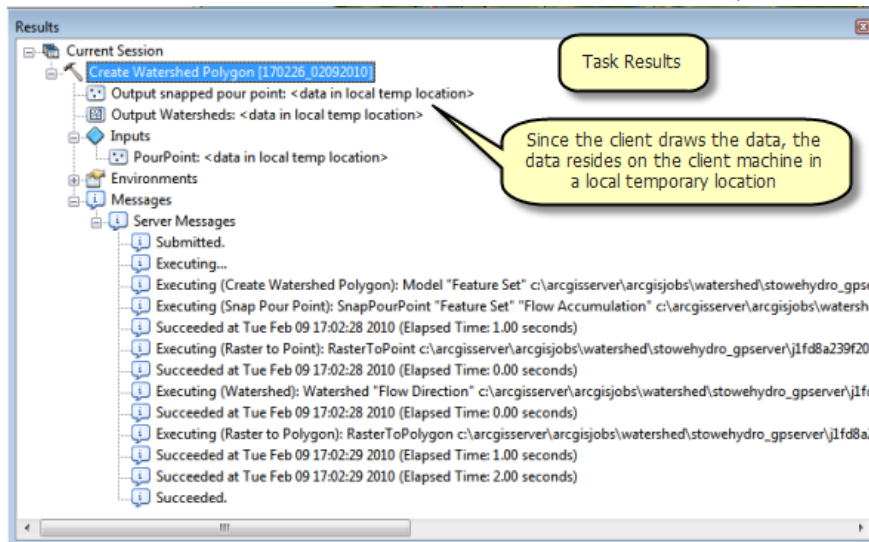 Results
Current Session
Create Watershed Polygon [170226_02092010]
Task Results
Output snapped pour point: <data in local temp location>
Output Watersheds: <data in local temp location>
Inputs
Since the client draws the data, the
data resides on the client machine in
a local temporary location
PourPoint: <data in local temp location>
Environments
Messages
Server Messages
Submitted.
Executing...
Executing (Create Watershed Polygon): Model "Feature Set" c:\arcgisserver\arcgisjobs\watershed\stowehydro_gpse
Executing (Snap Pour Point): SnapPourPoint "Feature Set" "Flow Accumulation" c:\arcgisserver\arcgisjobs\watersh
Succeeded at Tue Feb 09 17:02:28 2010 (Elapsed Time: 1.00 seconds)
Executing (Raster to Point): RasterToPoint c:\arcgisserver\arcgisjobs\watershed\stowehydro_gpserver\j1fd8a239f20
Succeeded at Tue Feb 09 17:02:28 2010 (Elapsed Time: 0.00 seconds)
Executing (Watershed): Watershed "Flow Direction" c:\arcgisserver\arcgisjobs\watershed\stowehydro_gpserver\j1fd
Succeeded at Tue Feb 09 17:02:28 2010 (Elapsed Time: 0.00 seconds)
Executing (Raster to Polygon): RasterToPolygon c:\arcgisserver\arcgisjobs\watershed\stowehydro_gpserver\j1fd8a2
Succeeded at Tue Feb 09 17:02:29 2010 (Elapsed Time: 1.00 seconds)
Succeeded at Tue Feb 09 17:02:29 2010 (Elapsed Time: 2.00 seconds)
Succeeded.